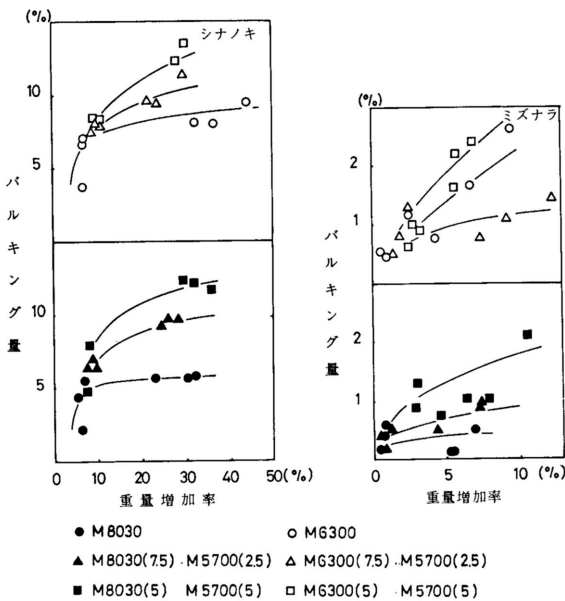 (%)
シナノキ
10
5
バルキング量
10
5
0
10
20
30
40
50(%)
重量増加率
(%)
ミズナラ
2
1
バルキング量
2
1
0
5
10
(%)
重量増加率
● M8030
○ M6300
▲ M8030(7.5) · M5700(2.5)
△ M6300(7.5) · M5700(2.5)
■ M8030(5) M5700(5)
□ M6300(5) M5700(5)